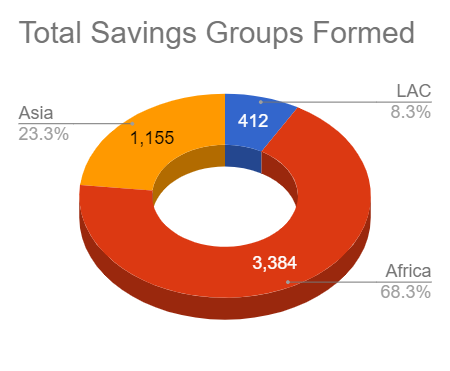 Total Savings Groups Formed
LAC
8.3%
Asia
23.3%
412
1,155
3,384
Africa
68.3%